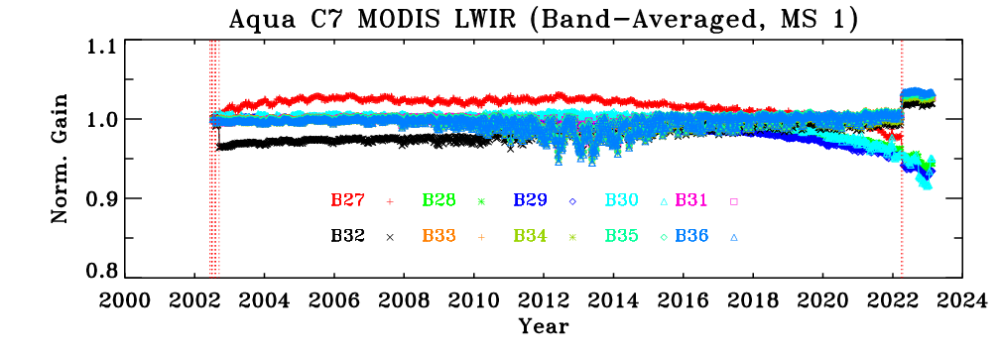 Aqua C7 MODIS LWIR (Band-Averaged, MS 1)
1.1
1.0
0.9
0.8
Norm. Gain
B27 B28 B29 B30 B31
B32 B33 B34 B35 B36
2000 2002 2004 2006 2008 2010 2012 2014 2016 2018 2020 2022 2024
Year